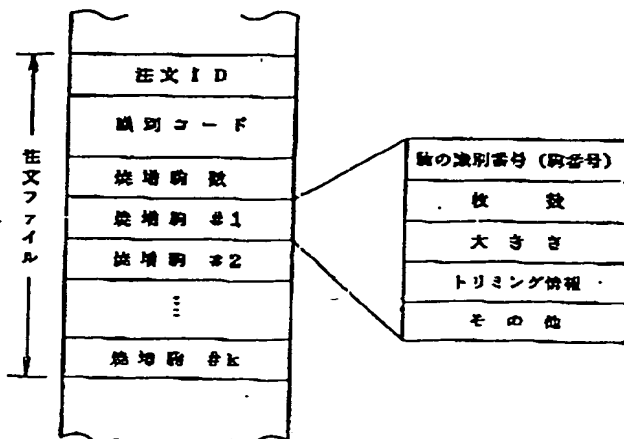 注文ID
識別コード
焼増駒数
焼増駒 #1
焼増駒 #2
⋮
焼増駒 #k
注文ファイル
駒の識別番号（駒番号）
枚数
大きさ
トリミング情報
その他